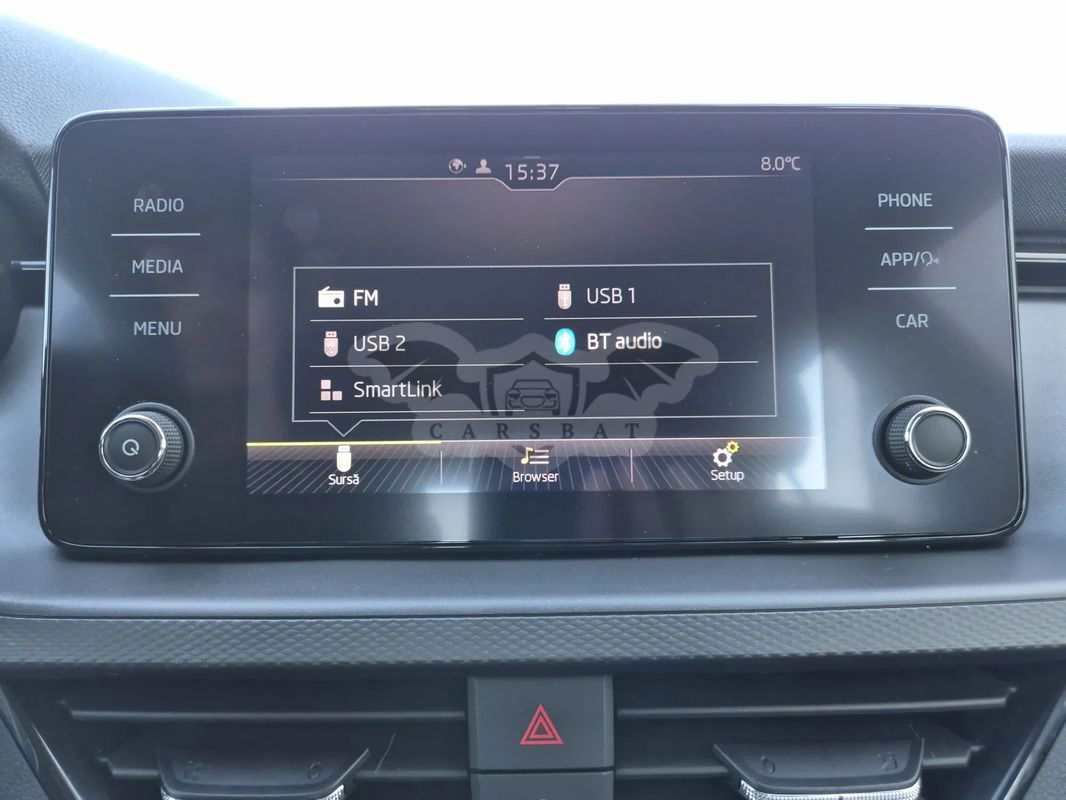 15:37
8.0°C
RADIO
MEDIA
MENU
FM
USB 1
USB 2
BT audio
SmartLink
CARSBAT
Sursă
Browser
Setup
PHONE
APP/
CAR